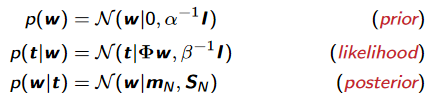 p(w) = 𝒩(w|0, α⁻¹I) (prior)
p(t|w) = 𝒩(t|Φw, β⁻¹I) (likelihood)
p(w|t) = 𝒩(w|m_N, S_N) (posterior)